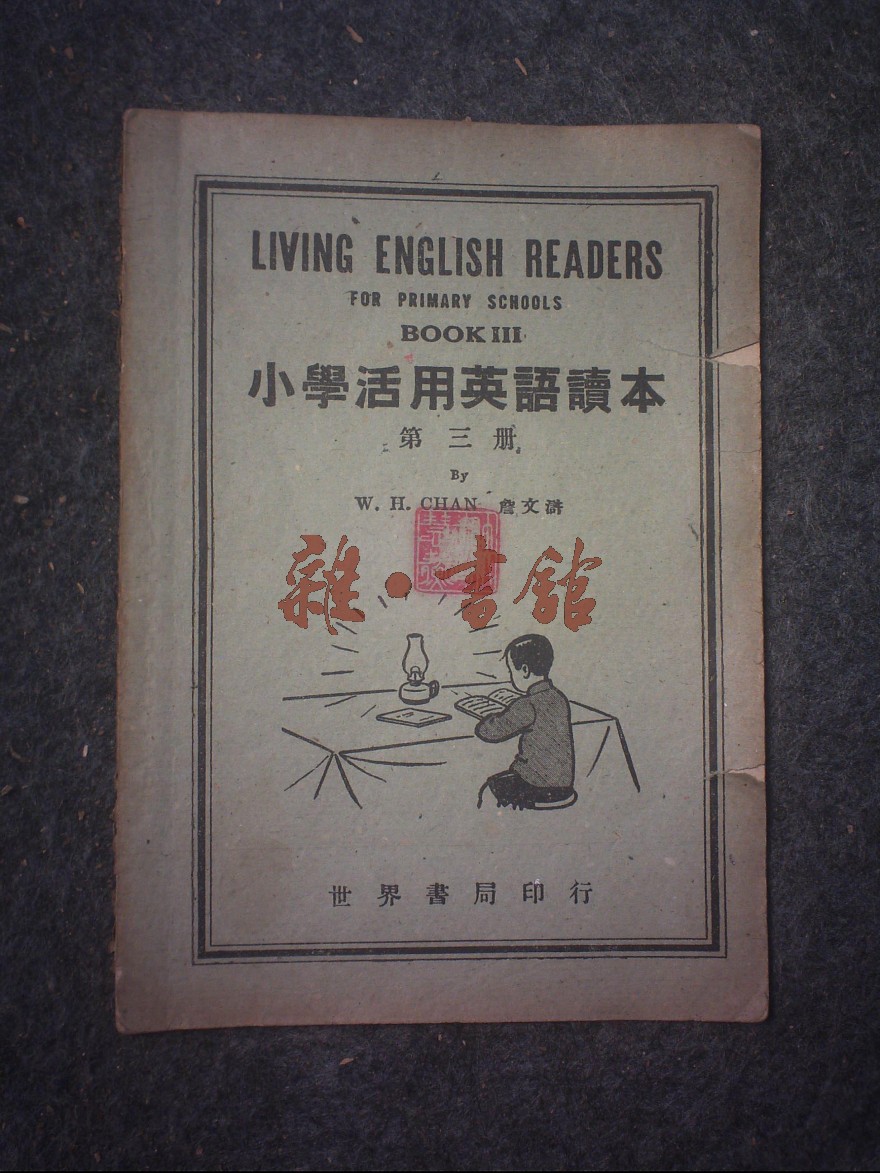 LIVING ENGLISH READERS
FOR PRIMARY SCHOOLS
BOOK III
小學活用英語讀本
第三册
By
W. H. CHAN 詹文滸
雜·書館
世界書局印行